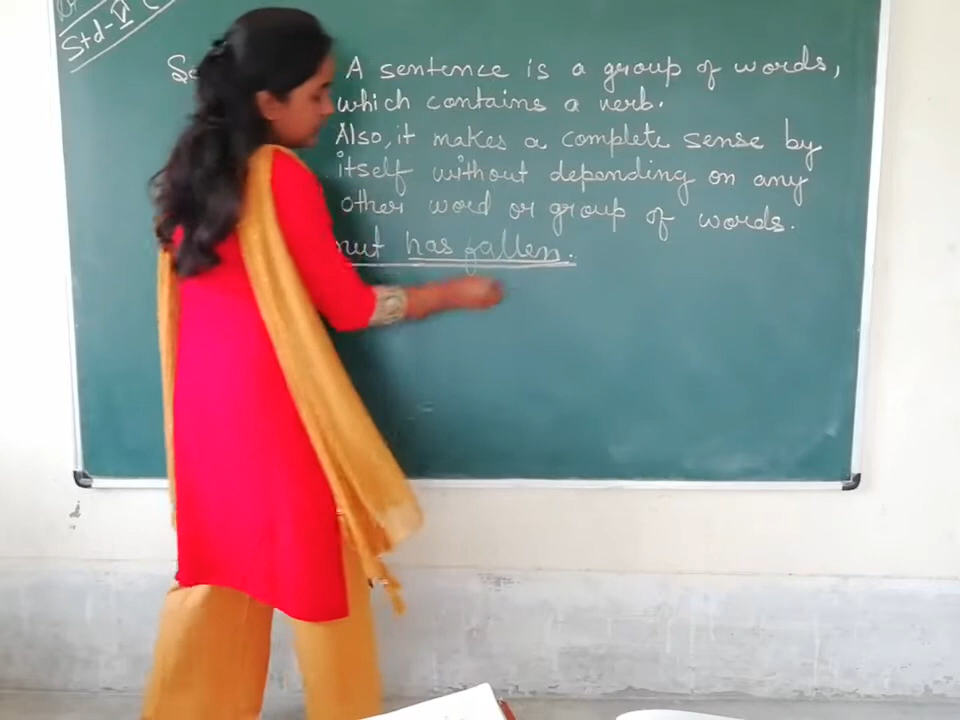 Std-V
A sentence is a group of words,
which contains a verb.
Also, it makes a complete sense by
itself without depending on any
other word or group of words.
nut has fallen.